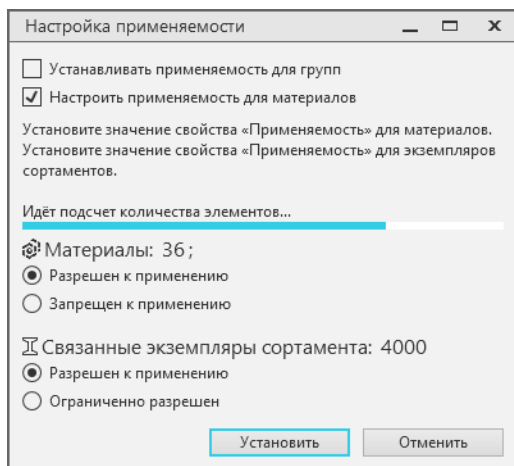 Настройка применяемости
Устанавливать применяемость для групп
Настроить применяемость для материалов
Установите значение свойства «Применяемость» для материалов.
Установите значение свойства «Применяемость» для экземпляров
сортаментов.
Идёт подсчет количества элементов...
Материалы: 36;
Разрешен к применению
Запрещен к применению
Связанные экземпляры сортамента: 4000
Разрешен к применению
Ограниченно разрешен
Установить Отменить